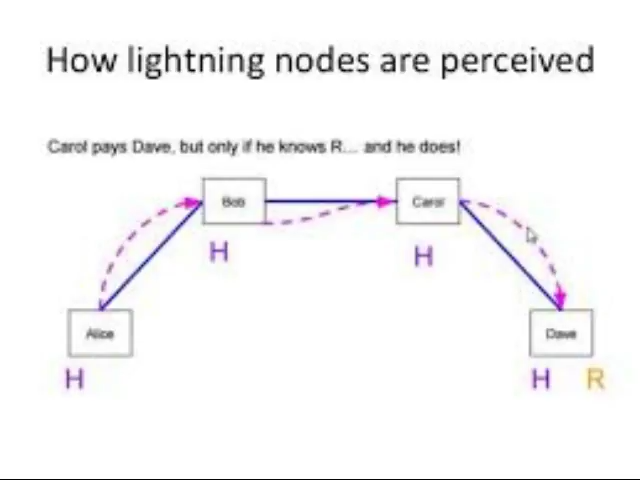 How lightning nodes are perceived
Carol pays Dave, but only if he knows R... and he does!
Bob
Carol
H
H
Alice
Dave
H
H R